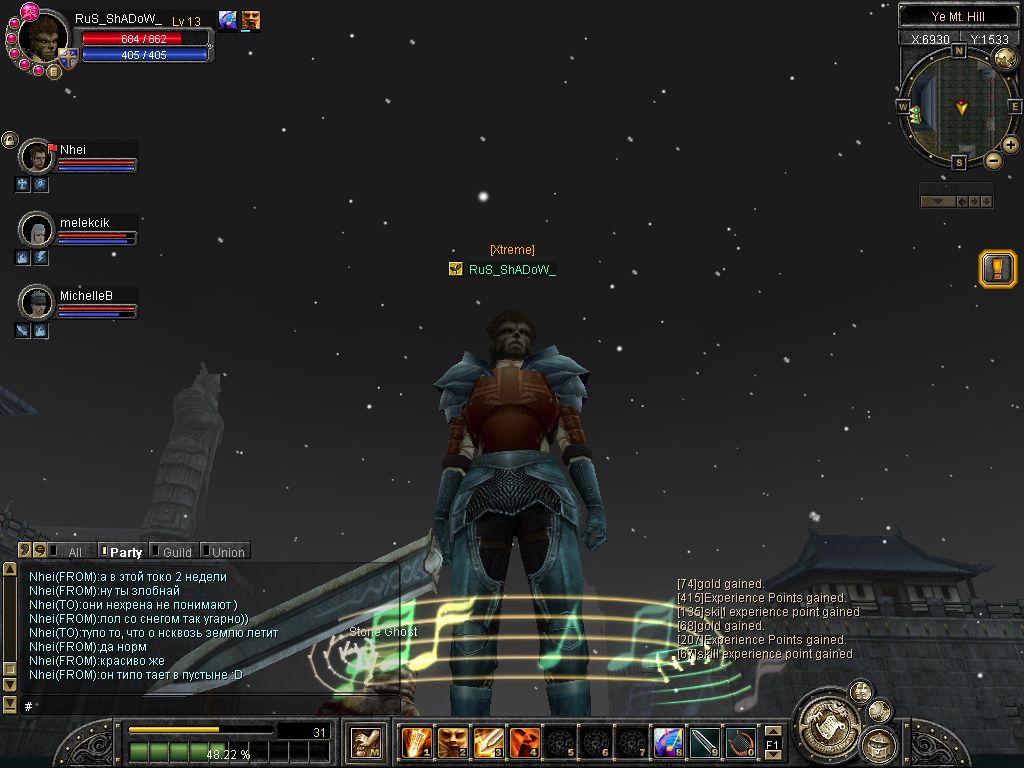 RuS_ShADoW_ Lv 13
684 / 862
405 / 405
E
Ye Mt. Hill
X:6930 Y:1533
N
W E
S
Nhei
melekcik
MichelleB
[Xtreme]
RuS_ShADoW_
All Party Guild Union
Nhei(FROM):а в этой токо 2 недели
Nhei(FROM):ну ты злобнай
Nhei(TO):они нехрена не понимают )
Nhei(FROM):лол со снегом так угарно))
Nhei(TO):тупо то, что о нсквозь землю летит
Nhei(FROM):да норм
Nhei(FROM):красиво же
Nhei(FROM):он типо тает в пустыне :D
#
Stone Ghost
[74]gold gained.
[415]Experience Points gained.
[135]skill experience point gained
[68]gold gained.
[207]Experience Points gained.
[67]skill experience point gained
31
48.22 %
M 1 2 3 4 5 6 7 8 9 0 F1